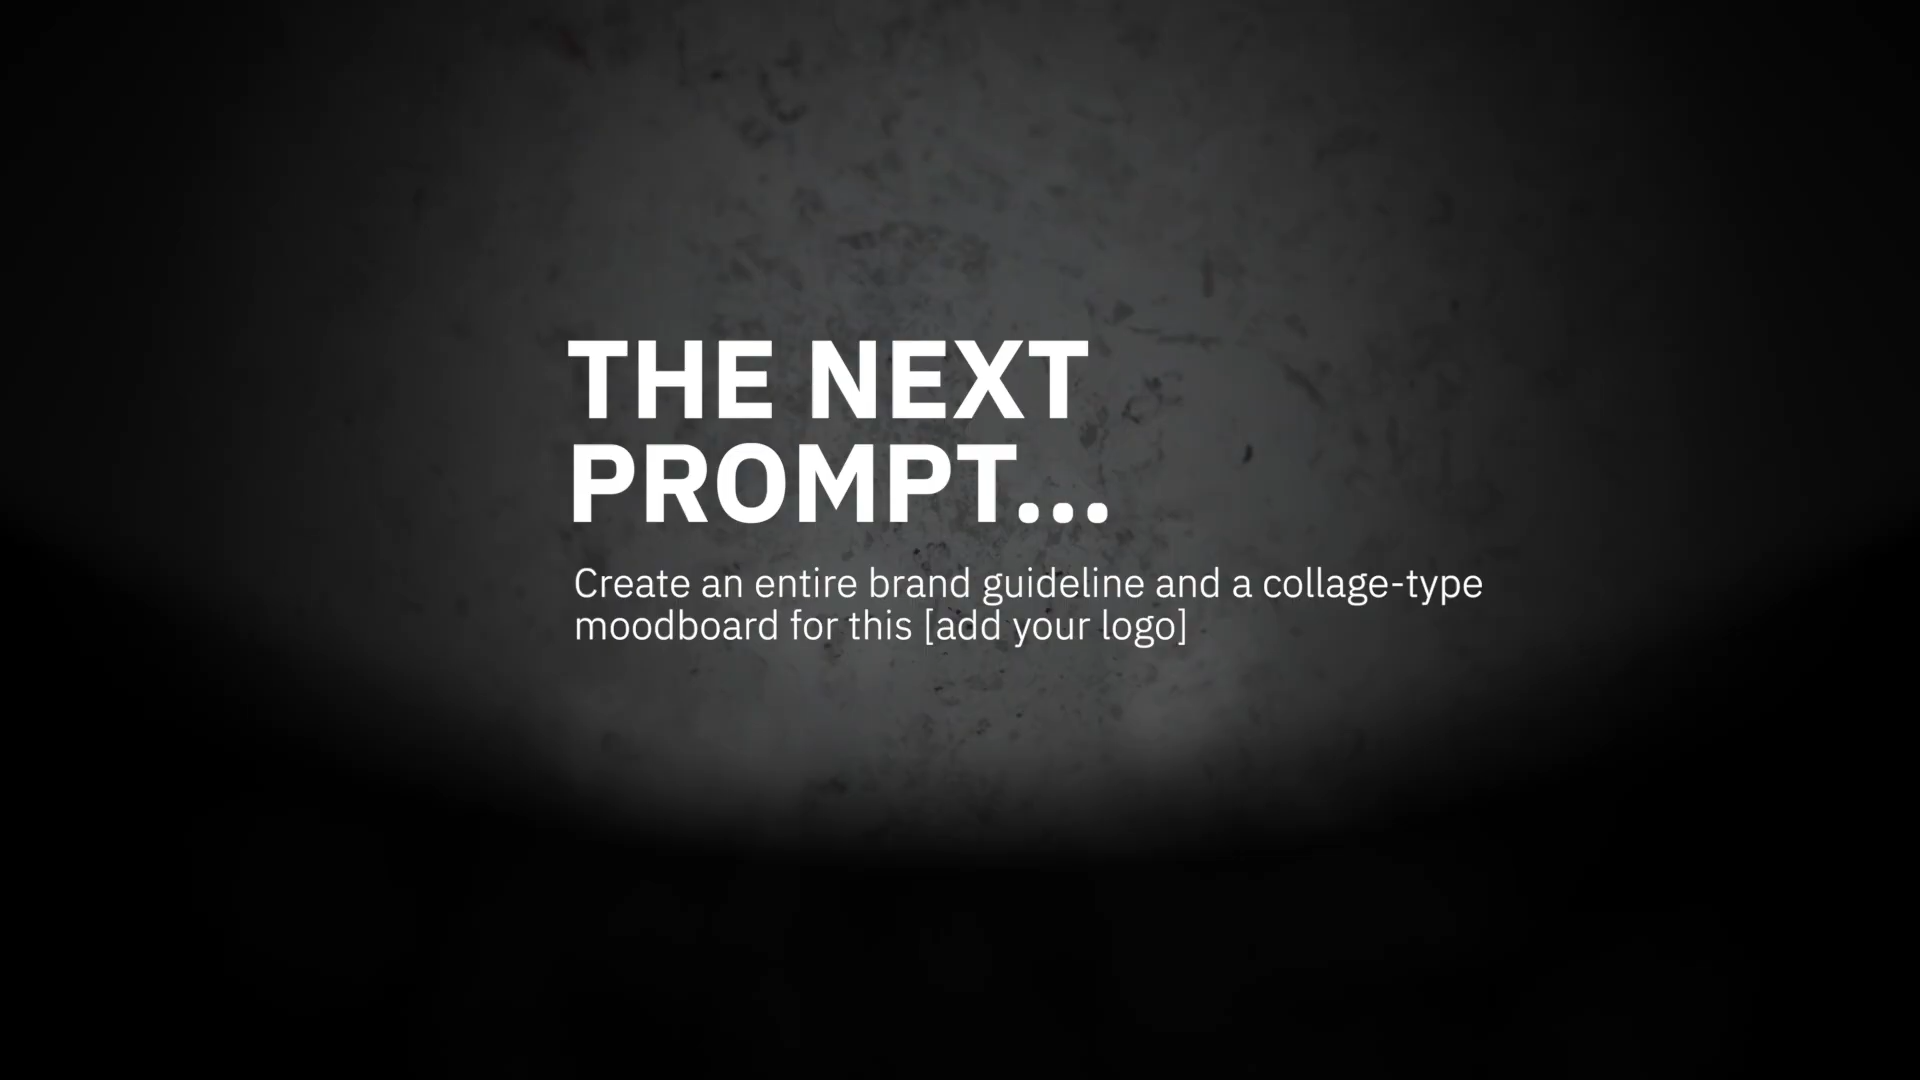 THE NEXT
PROMPT...
Create an entire brand guideline and a collage-type
moodboard for this [add your logo]